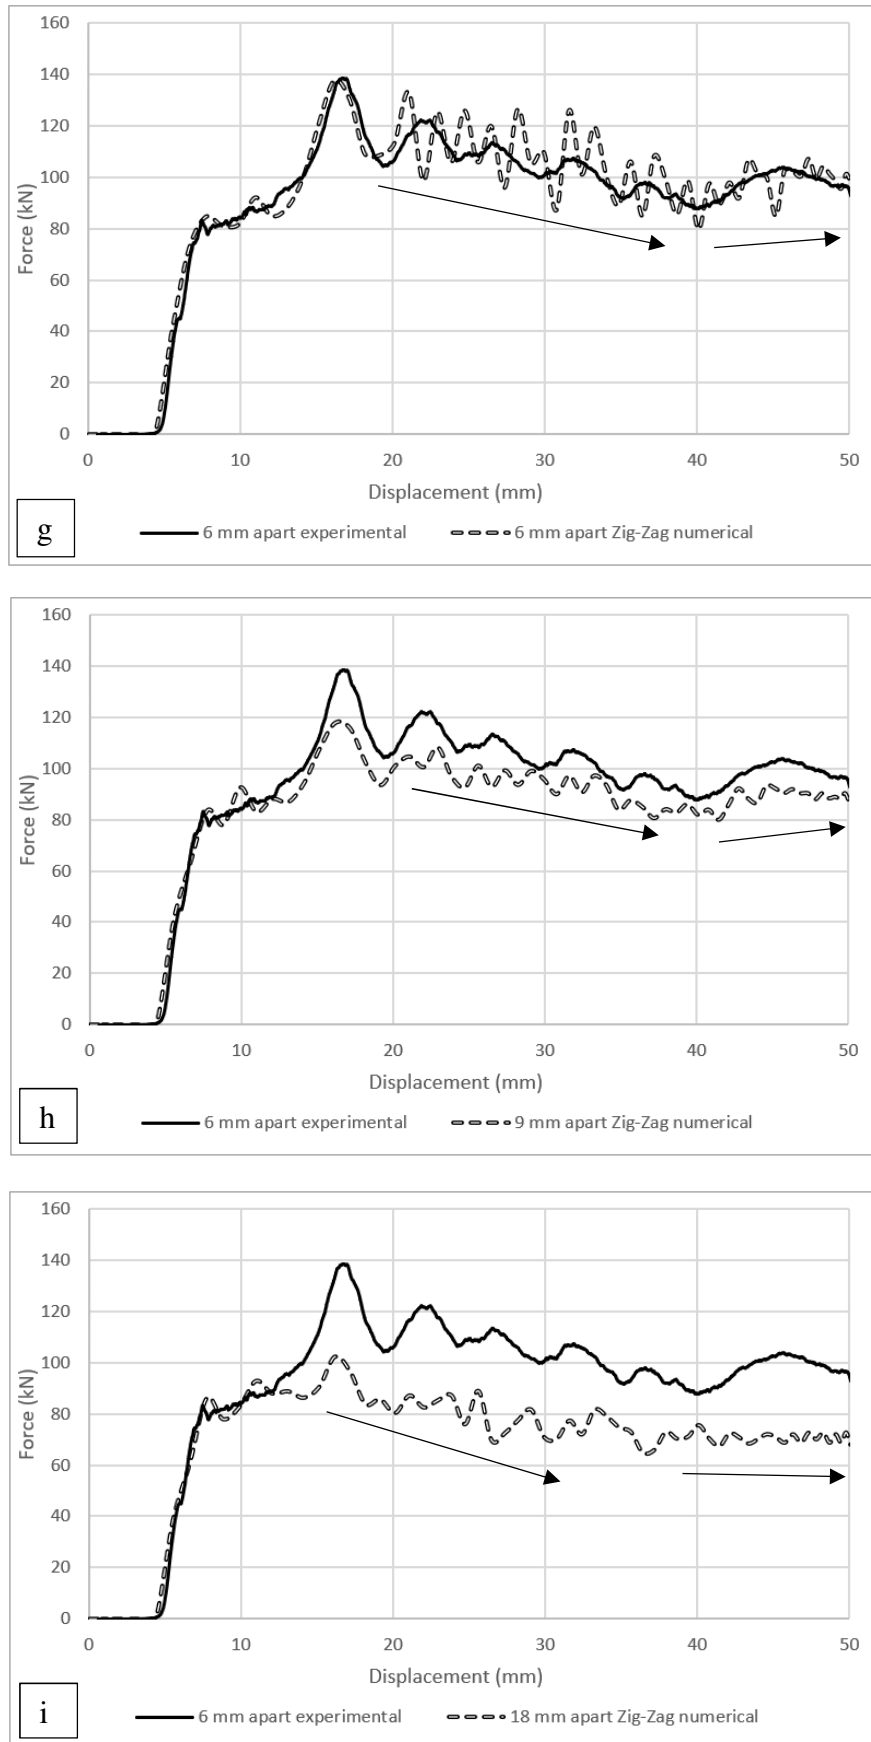 160
140
120
100
80
60
40
20
0
Force (kN)
0 10 20 30 40 50
Displacement (mm)
g
6 mm apart experimental 6 mm apart Zig-Zag numerical
160
140
120
100
80
60
40
20
0
Force (kN)
0 10 20 30 40 50
Displacement (mm)
h
6 mm apart experimental 9 mm apart Zig-Zag numerical
160
140
120
100
80
60
40
20
0
Force (kN)
0 10 20 30 40 50
Displacement (mm)
i
6 mm apart experimental 18 mm apart Zig-Zag numerical